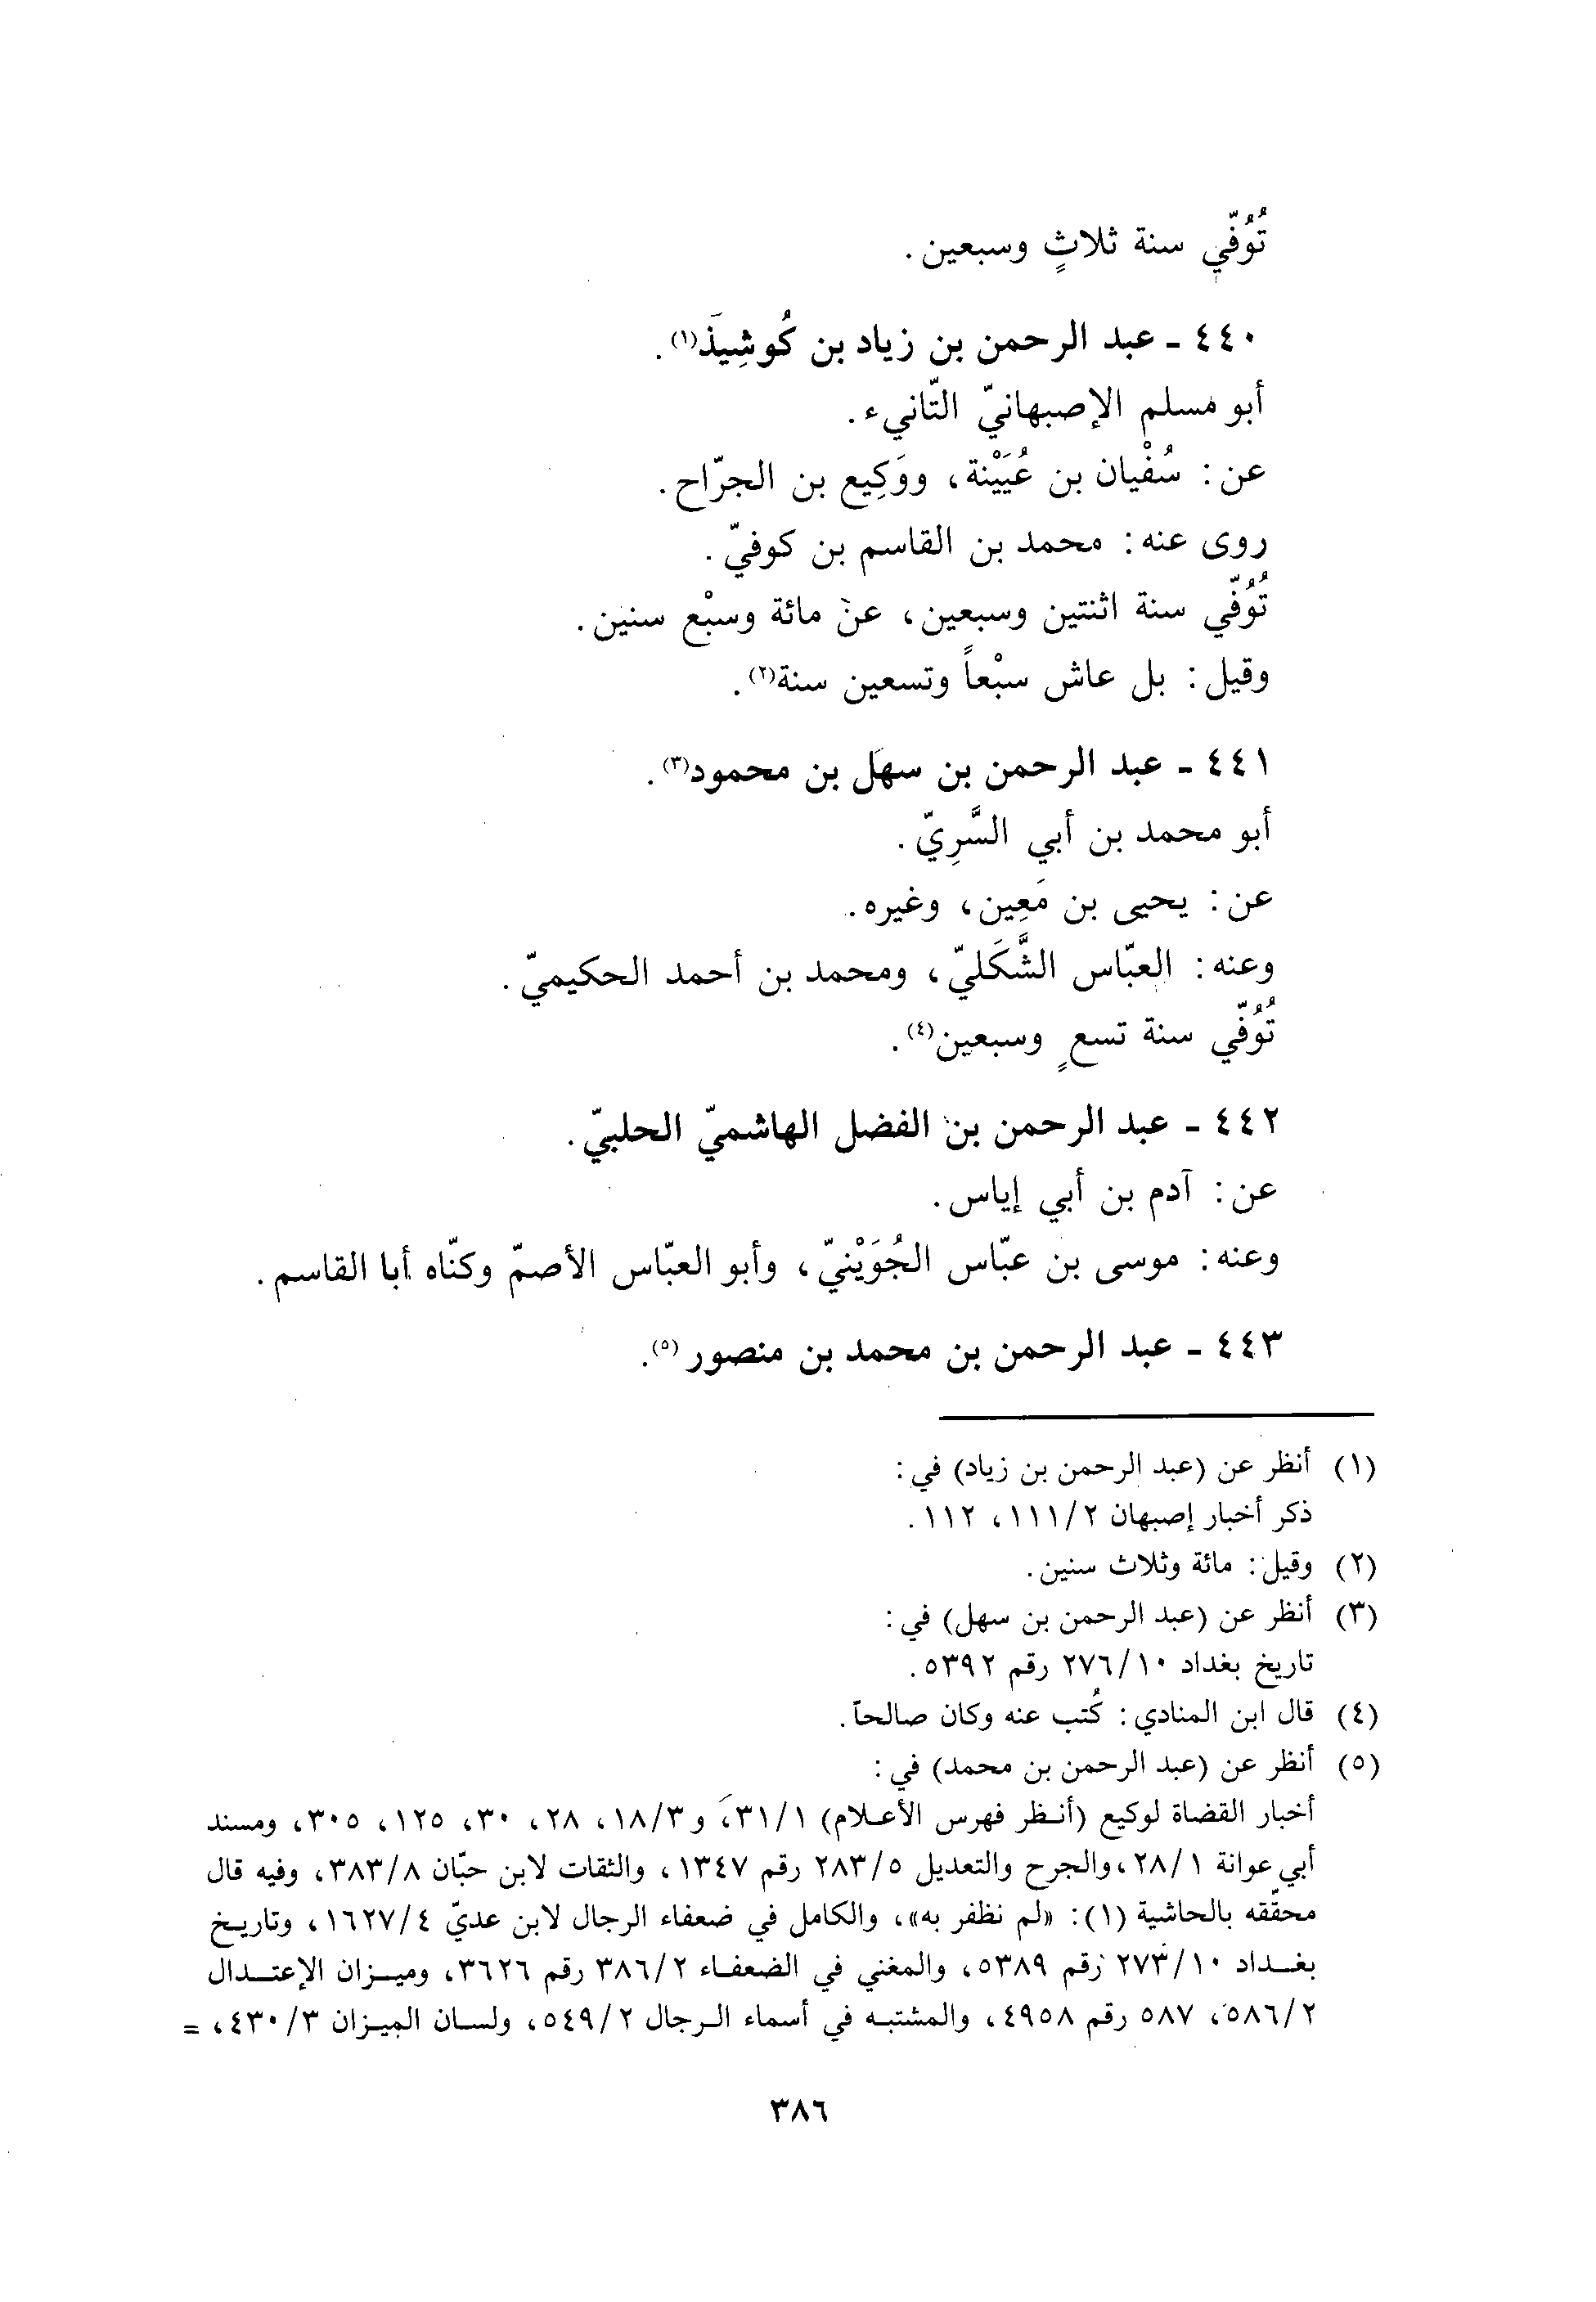 تُوُفّي سنة ثلاثٍ وسبعين.
٤٤٠ ـ عبد الرحمن بن زياد بن كُوشِيذَ(١).
أبو مسلم الإصبهانيّ التّانيء.
عن: سُفْيان بن عُيَيْنة، ووَكِيع بن الجرّاح.
روى عنه: محمد بن القاسم بن كوفيّ.
تُوُفّي سنة اثنتين وسبعين، عن مائة وسبْع سنين.
وقيل: بل عاش سبْعاً وتسعين سنة(٢).
٤٤١ ـ عبد الرحمن بن سهل بن محمود(٣).
أبو محمد بن أبي السَّرِيّ.
عن: يحيى بن مَعِين، وغيره.
وعنه: العبّاس الشَّكَليّ، ومحمد بن أحمد الحكيميّ.
تُوُفّي سنة تسعٍ وسبعين(٤).
٤٤٢ ـ عبد الرحمن بن الفضل الهاشميّ الحلبيّ.
عن: آدم بن أبي إياس.
وعنه: موسى بن عبّاس الجُوَيْنيّ، وأبو العبّاس الأصمّ وكنّاه أبا القاسم.
٤٤٣ ـ عبد الرحمن بن محمد بن منصور(٥).
(١) أنظر عن (عبد الرحمن بن زياد) في:
ذكر أخبار إصبهان ٢/١١١، ١١٢.
(٢) وقيل: مائة وثلاث سنين.
(٣) أنظر عن (عبد الرحمن بن سهل) في:
تاريخ بغداد ١٠/٢٧٦ رقم ٥٣٩٢.
(٤) قال ابن المنادي: كُتب عنه وكان صالحاً.
(٥) أنظر عن (عبد الرحمن بن محمد) في:
أخبار القضاة لوكيع (أنظر فهرس الأعلام) ١/٣١، و٣/١٨، ٢٨، ٣٠، ١٢٥، ٣٠٥، ومسند
أبي عوانة ١/٢٨، والجرح والتعديل ٥/٢٨٣ رقم ١٣٤٧، والثقات لابن حبّان ٨/٣٨٣، وفيه قال
محقّقه بالحاشية (١): «لم نظفر به»، والكامل في ضعفاء الرجال لابن عديّ ٤/١٦٢٧، وتاريخ
بغداد ١٠/٢٧٣ رقم ٥٣٨٩، والمغني في الضعفاء ٢/٣٨٦ رقم ٣٦٢٦، وميزان الإعتدال
٢/٥٨٦، ٥٨٧ رقم ٤٩٥٨، والمشتبه في أسماء الرجال ٢/٥٤٩، ولسان الميزان ٣/٤٣٠، =
٣٨٦